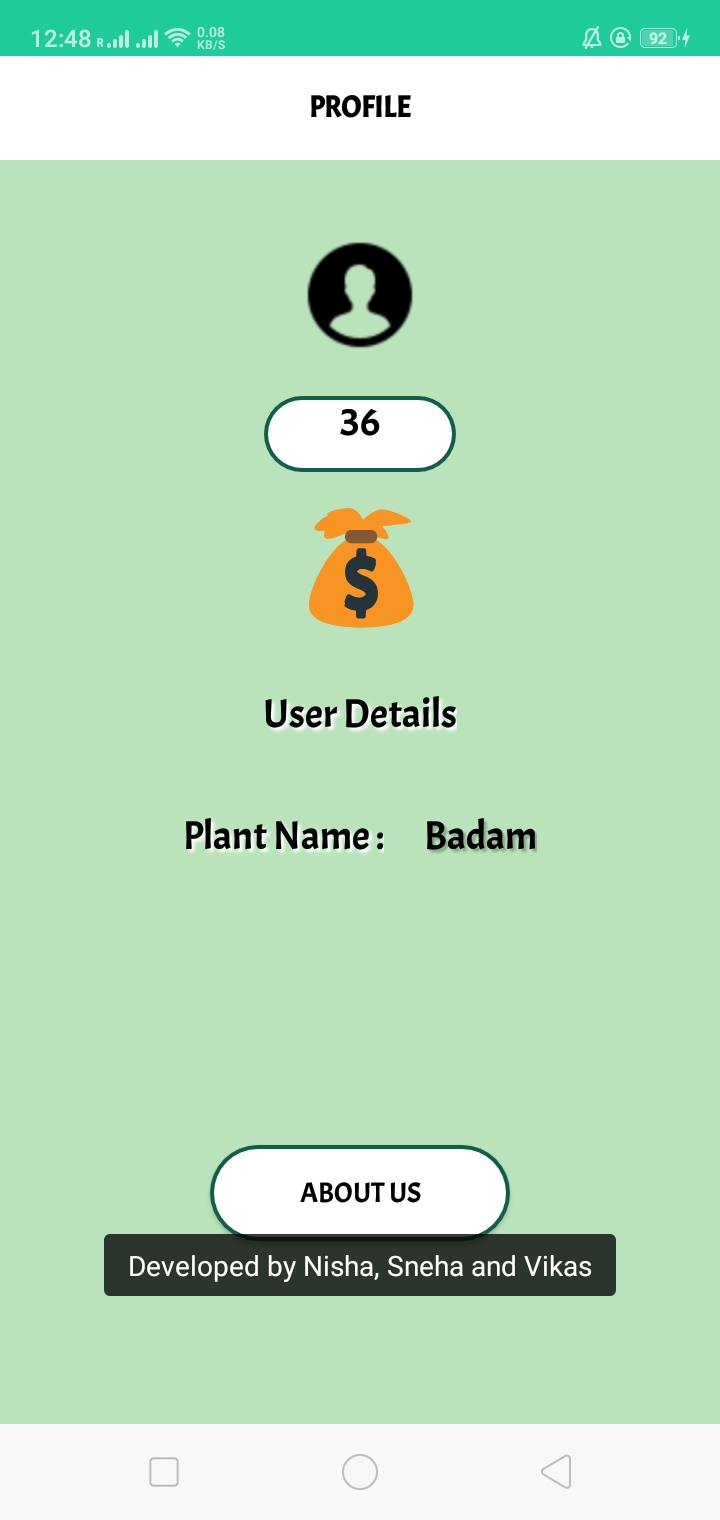 12:48 R 0.08 KB/S 92
PROFILE
36
$
User Details
Plant Name : Badam
ABOUT US
Developed by Nisha, Sneha and Vikas